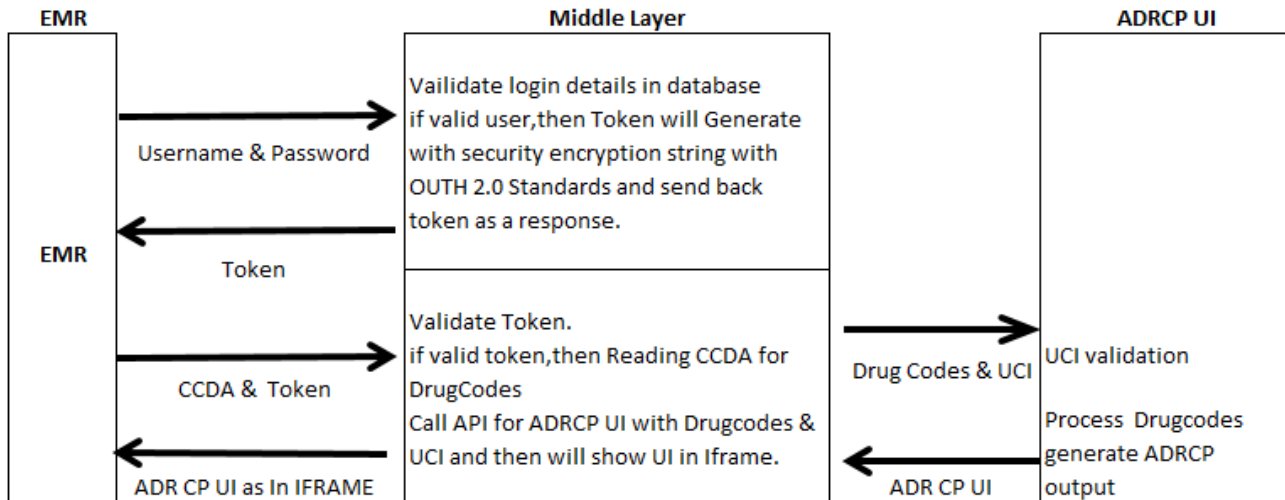 EMR
Middle Layer
ADRCP UI
Vailidate login details in database
if valid user,then Token will Generate
with security encryption string with
OUTH 2.0 Standards and send back
token as a response.
Username & Password
EMR
Token
Validate Token.
if valid token,then Reading CCDA for
DrugCodes
Call API for ADRCP UI with Drugcodes &
UCI and then will show UI in Iframe.
CCDA & Token
ADR CP UI as In IFRAME
Drug Codes & UCI
ADR CP UI
UCI validation
Process Drugcodes
generate ADRCP
output